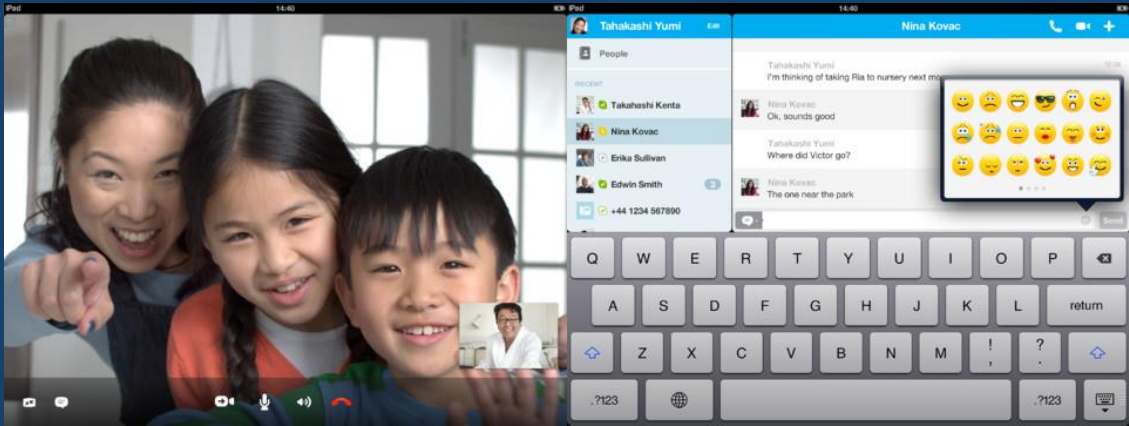 iPad
14:40
iPad
14:40
Tahakashi Yumi
Edit
Nina Kovac
People
RECENT
Takahashi Kenta
Nina Kovac
Erika Sullivan
Edwin Smith
3
+44 1234 567890
Tahakashi Yumi
I'm thinking of taking Ria to nursery next mo
Nina Kovac
Ok, sounds good
Tahakashi Yumi
Where did Victor go?
Nina Kovac
The one near the park
Send
Q W E R T Y U I O P
A S D F G H J K L return
Z X C V B N M ! , ? .
.?123 .?123